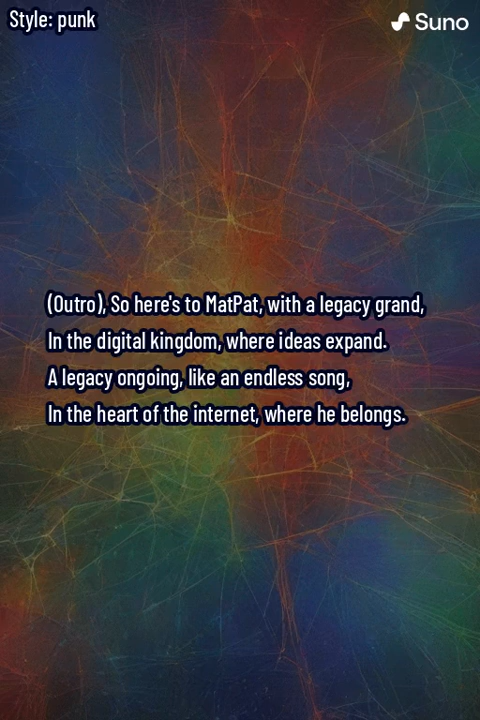 Style: punk
Suno
(Outro), So here's to MatPat, with a legacy grand,
In the digital kingdom, where ideas expand.
A legacy ongoing, like an endless song,
In the heart of the internet, where he belongs.